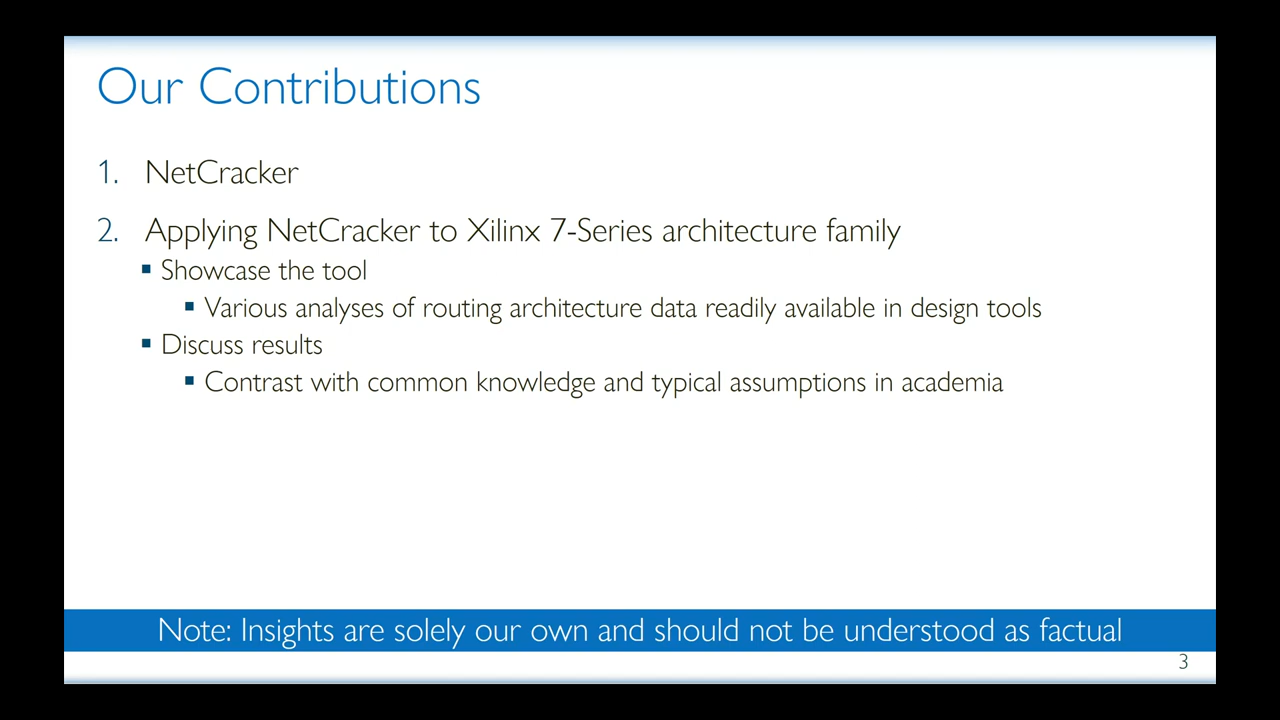 Our Contributions
1. NetCracker
2. Applying NetCracker to Xilinx 7-Series architecture family
▪ Showcase the tool
▪ Various analyses of routing architecture data readily available in design tools
▪ Discuss results
▪ Contrast with common knowledge and typical assumptions in academia
Note: Insights are solely our own and should not be understood as factual
3